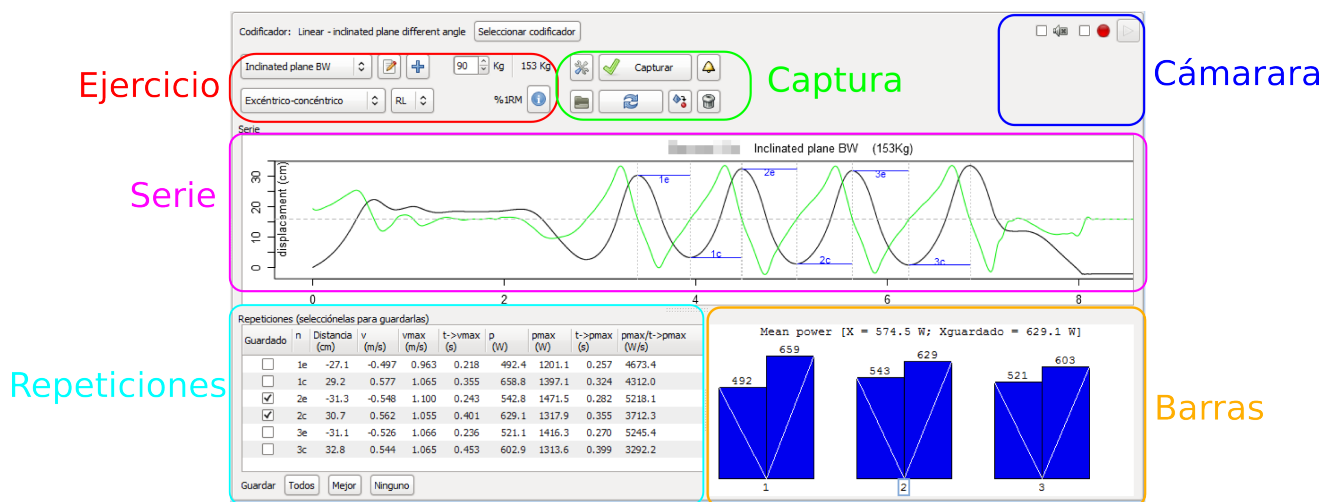 Codificador: Linear - inclinated plane different angle Seleccionar codificador
Ejercicio
Inclinated plane BW 90 Kg 153 Kg
Capturar
Excéntrico-concéntrico RL %1RM
Captura
Cámarara
Serie
Serie
Inclinated plane BW (153Kg)
displacement (cm)
0 10 20 30
1e 2e 3e
1c 2c 3c
0 2 4 6 8
Repeticiones
Repeticiones (selecciónelas para guardarlas)
Guardado n Distancia (cm) v (m/s) vmax (m/s) t->vmax (s) p (W) pmax (W) t->pmax (s) pmax/t->pmax (W/s)
1e -27.1 -0.497 0.963 0.218 492.4 1201.1 0.257 4673.4
1c 29.2 0.577 1.065 0.355 658.8 1397.1 0.324 4312.0
2e -31.3 -0.548 1.100 0.243 542.8 1471.5 0.282 5218.1
2c 30.7 0.562 1.055 0.401 629.1 1317.9 0.355 3712.3
3e -31.1 -0.526 1.066 0.236 521.1 1416.3 0.270 5245.4
3c 32.8 0.544 1.065 0.453 602.9 1313.6 0.399 3292.2
Guardar Todos Mejor Ninguno
Mean power [X = 574.5 W; Xguardado = 629.1 W]
492 659 543 629 521 603
1 2 3
Barras